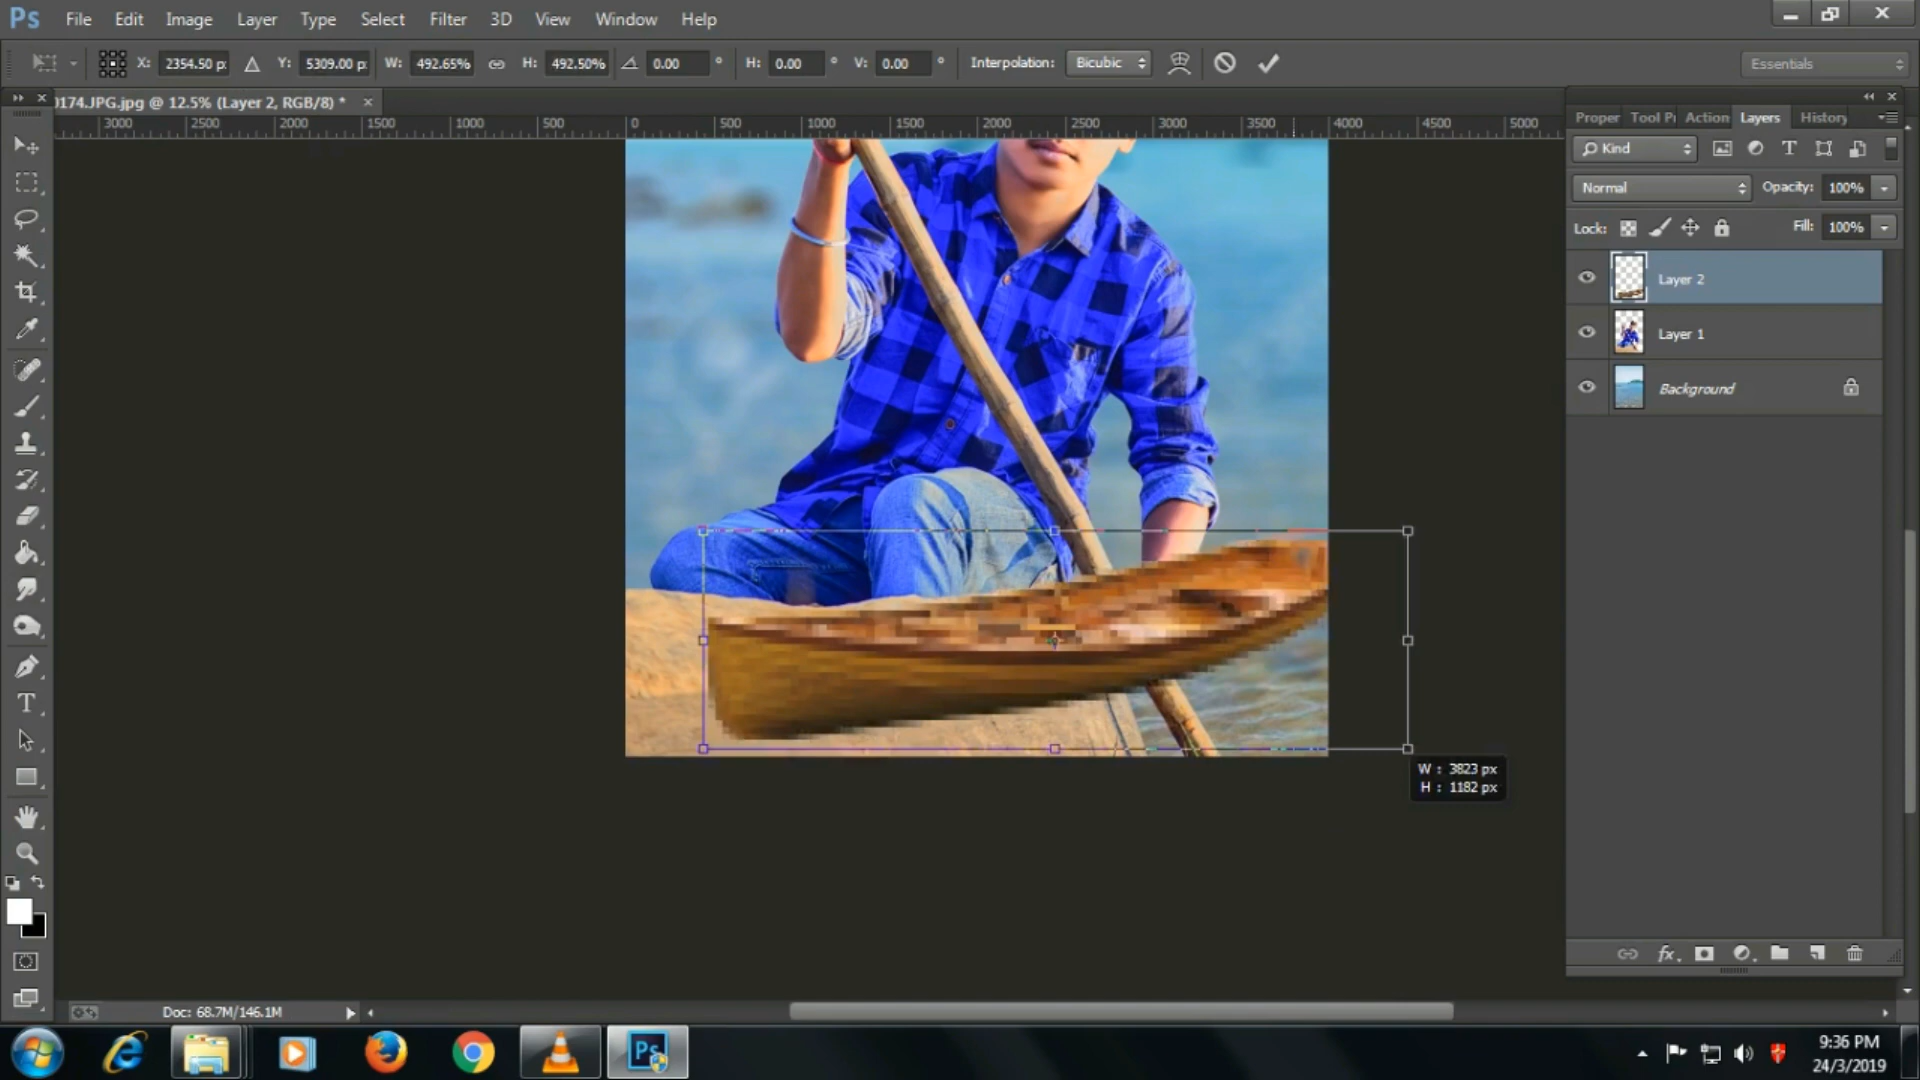 Ps File Edit Image Layer Type Select Filter 3D View Window Help
X: 2354.50 p Y: 5309.00 p W: 492.65% H: 492.50% 0.00 ° H: 0.00 ° V: 0.00 ° Interpolation: Bicubic Essentials
0174.JPG.jpg @ 12.5% (Layer 2, RGB/8) * ×
3000 2500 2000 1500 1000 500 0 500 1000 1500 2000 2500 3000 3500 4000 4500 5000
Proper Tool P Action Layers History
Kind
Normal Opacity: 100%
Lock: Fill: 100%
Layer 2
Layer 1
Background
W : 3823 px
H : 1182 px
T
fx
Doc: 68.7M/146.1M
Ps
9:36 PM
24/3/2019